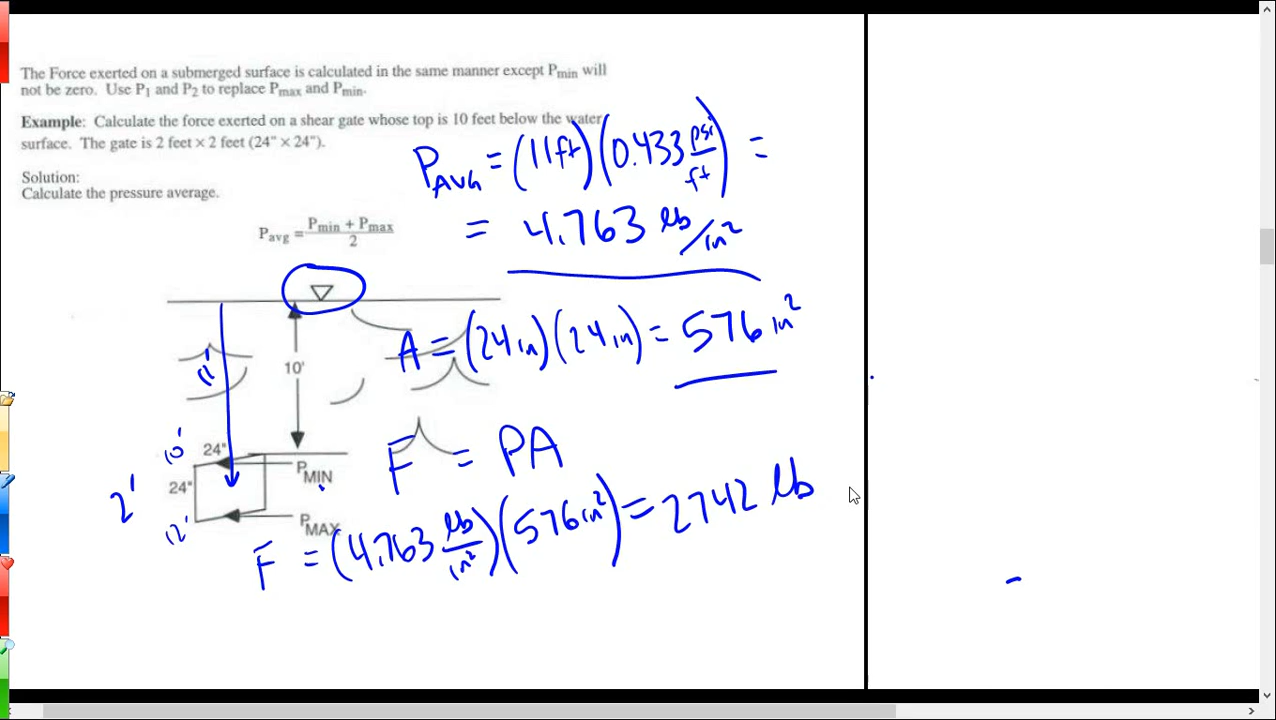 The Force exerted on a submerged surface is calculated in the same manner except Pmin will
not be zero. Use P1 and P2 to replace Pmax and Pmin.
Example: Calculate the force exerted on a shear gate whose top is 10 feet below the water
surface. The gate is 2 feet × 2 feet (24" × 24").
Solution:
Calculate the pressure average.
Pavg = Pmin + Pmax / 2
PAVG = (11 ft)(0.433 psi/ft) =
= 4.763 lb/in²
A = (24 in)(24 in) = 576 in²
11'
10'
F = PA
10'
24"
PMIN
2'
24"
12'
PMAX
F = (4.763 lb/in²)(576 in²) = 2742 lb